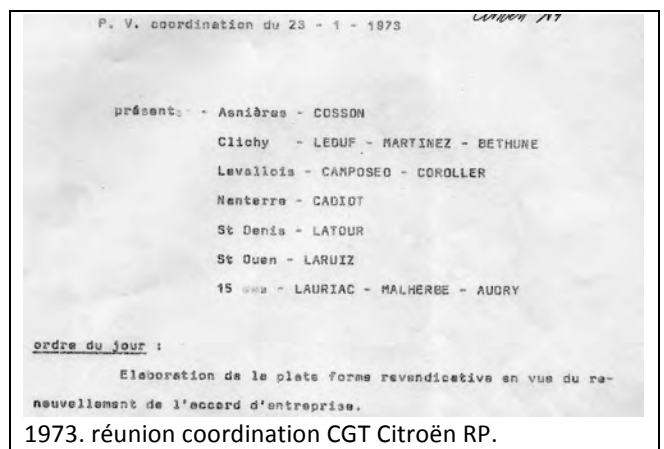 P. V. coordination du 23 - 1 - 1973
présent - Asnières - COSSON
Clichy - LEDUF - MARTINEZ - BETHUNE
Levallois - CAMPOSEO - COROLLER
Nanterre - CADIOT
St Denis - LATOUR
St Ouen - LARUIZ
15 - LAURIAC - MALHERBE - AUDRY
ordre du jour :
Elaboration de la plate forme revendicative en vue du re-
nouvellement de l'accord d'entreprise.
1973. réunion coordination CGT Citroën RP.